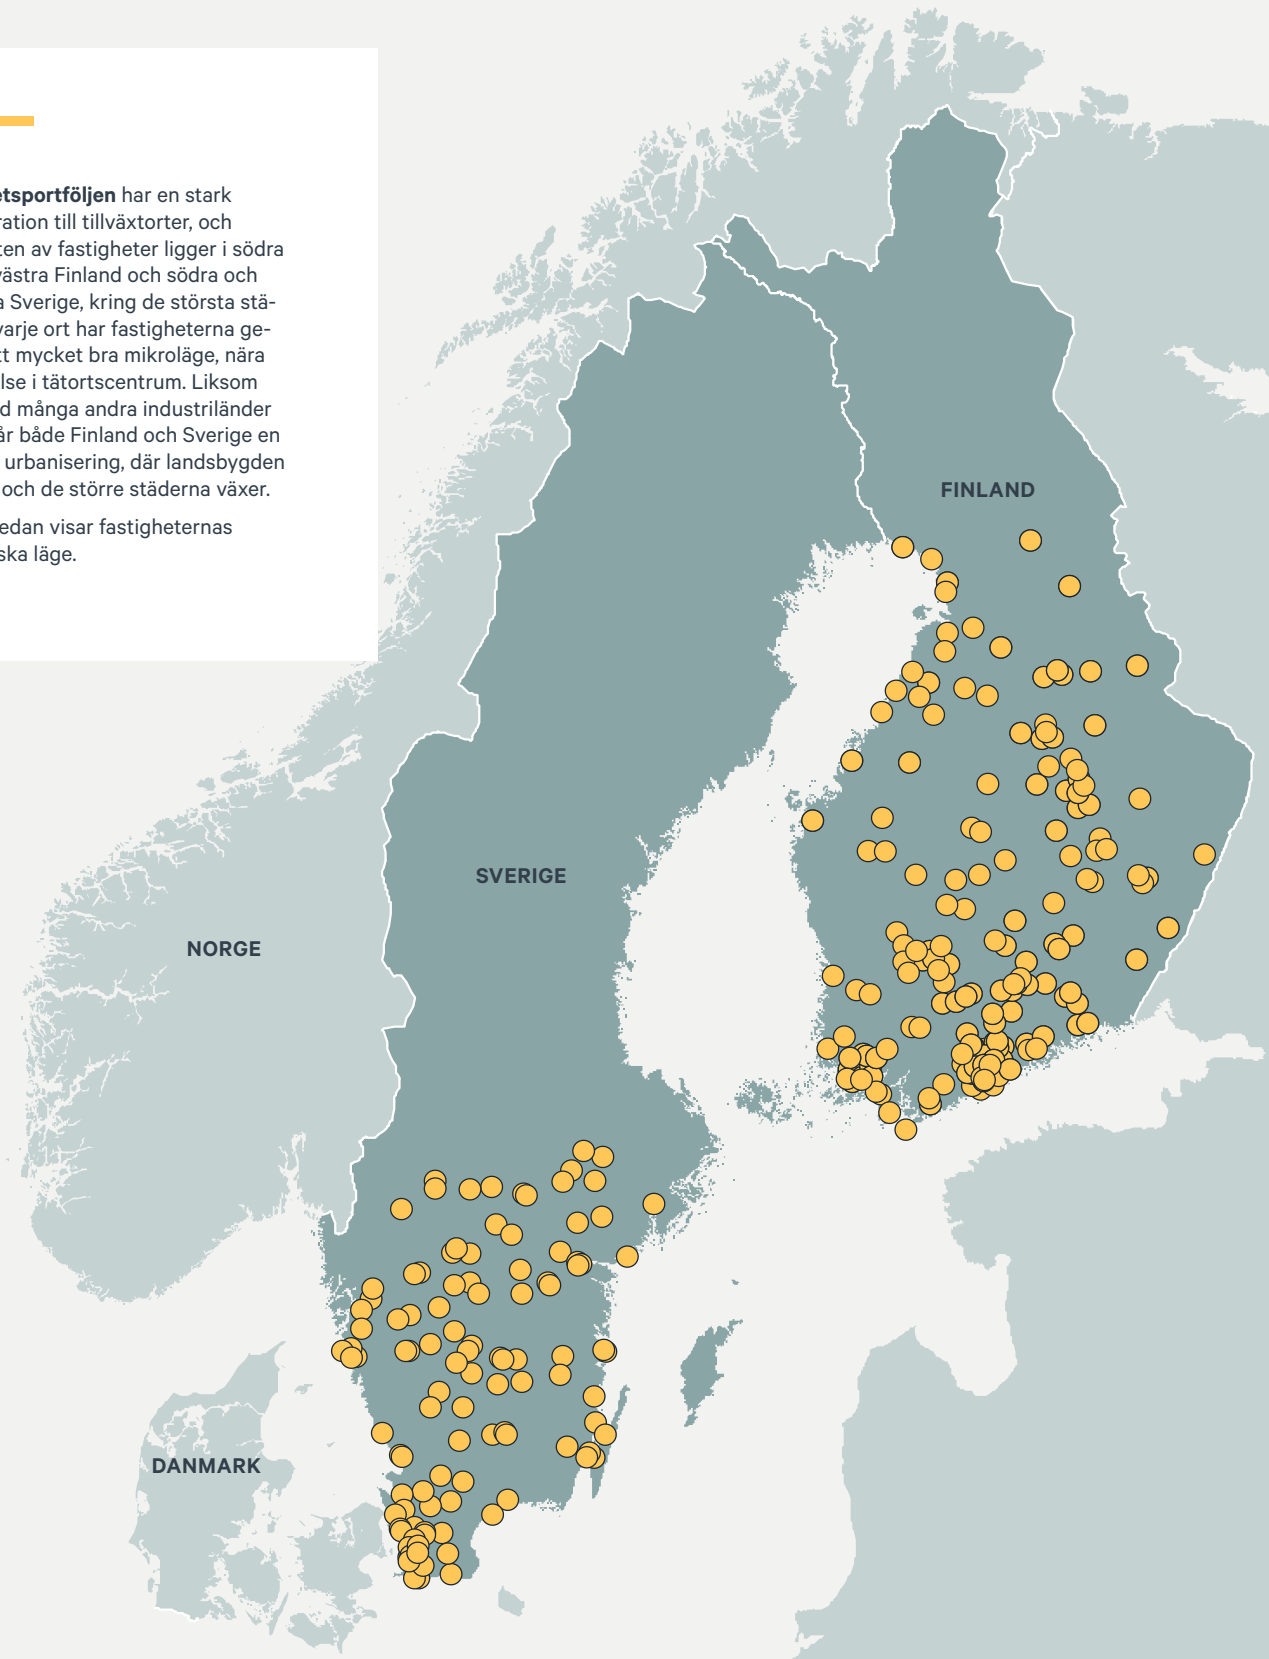 etsportföljen har en stark
ration till tillväxtorter, och
ten av fastigheter ligger i södra
västra Finland och södra och
a Sverige, kring de största stä-
varje ort har fastigheterna ge-
tt mycket bra mikroläge, nära
lse i tätortscentrum. Liksom
d många andra industriländer
år både Finland och Sverige en
urbanisering, där landsbygden
och de större städerna växer.
edan visar fastigheternas
ska läge.
FINLAND
SVERIGE
NORGE
DANMARK